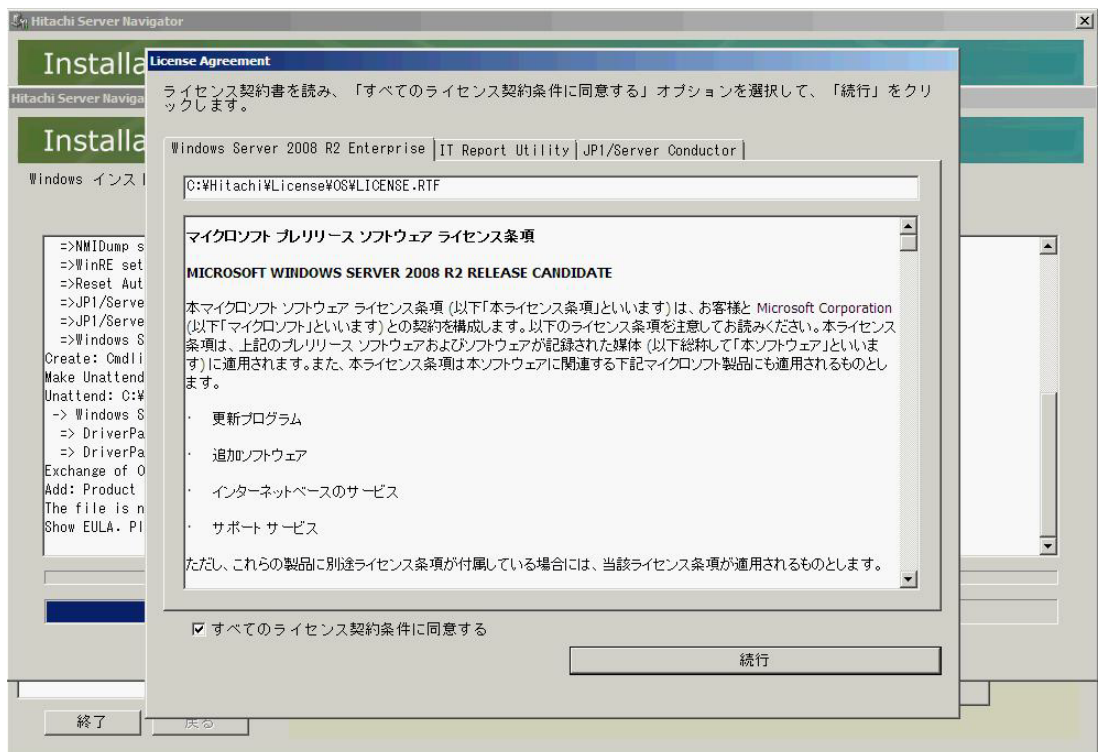 Hitachi Server Navigator
Installa
Hitachi Server Naviga
Installa
Windows インス
=>NMIDump s
=>WinRE set
=>Reset Aut
=>JP1/Serve
=>JP1/Serve
=>Windows S
Create: Cmdli
Make Unattend
Unattend: C:¥
-> Windows S
=> DriverPa
=> DriverPa
Exchange of O
Add: Product
The file is n
Show EULA. Pl
License Agreement
ライセンス契約書を読み、「すべてのライセンス契約条件に同意する」オプションを選択して、「続行」をクリ
ックします。
Windows Server 2008 R2 Enterprise IT Report Utility JP1/Server Conductor
C:¥Hitachi¥License¥OS¥LICENSE.RTF
マイクロソフト プレリリース ソフトウェア ライセンス条項
MICROSOFT WINDOWS SERVER 2008 R2 RELEASE CANDIDATE
本マイクロソフト ソフトウェア ライセンス条項 (以下「本ライセンス条項」といいます) は、お客様と Microsoft Corporation
(以下「マイクロソフト」といいます) との契約を構成します。以下のライセンス条項を注意してお読みください。本ライセンス
条項は、上記のプレリリース ソフトウェアおよびソフトウェアが記録された媒体 (以下総称して「本ソフトウェア」といいま
す) に適用されます。また、本ライセンス条項は本ソフトウェアに関連する下記マイクロソフト製品にも適用されるものとし
ます。
· 更新プログラム
· 追加ソフトウェア
· インターネットベースのサービス
· サポート サービス
ただし、これらの製品に別途ライセンス条項が付属している場合には、当該ライセンス条項が適用されるものとします。
すべてのライセンス契約条件に同意する
続行
終了
戻る